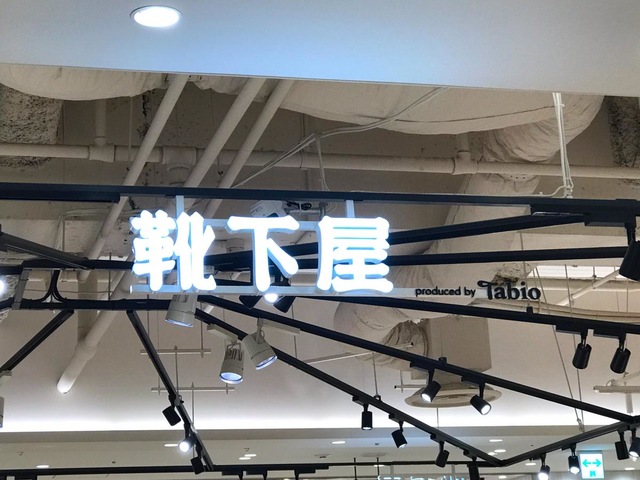 靴下屋
produced by Tabio